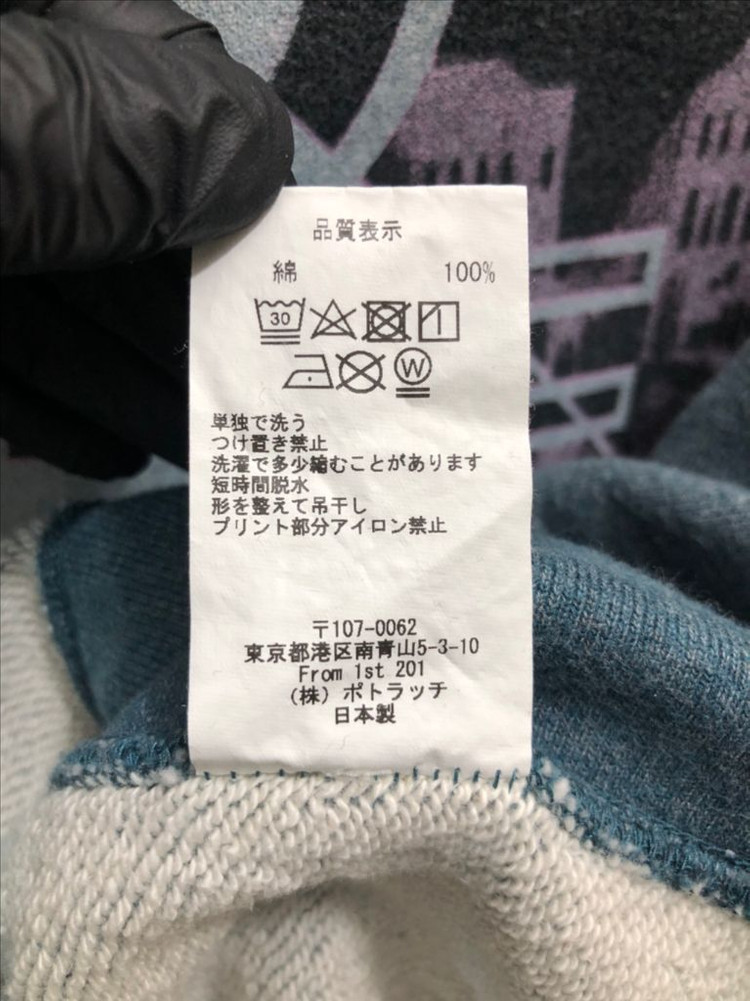 品質表示
綿 100%
30
W
単独で洗う
つけ置き禁止
洗濯で多少縮むことがあります
短時間脱水
形を整えて吊干し
プリント部分アイロン禁止
〒107-0062
東京都港区南青山5-3-10
From 1st 201
(株) ポトラッチ
日本製